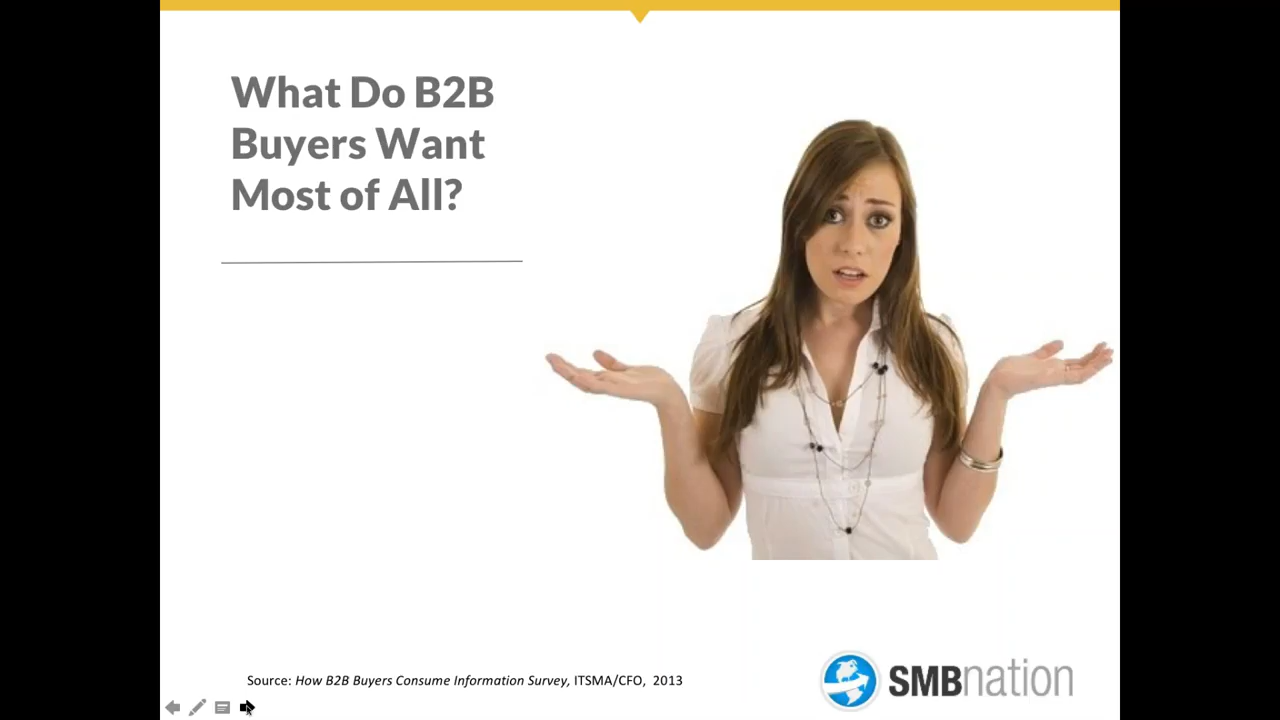 What Do B2B
Buyers Want
Most of All?
Source: How B2B Buyers Consume Information Survey, ITSMA/CFO, 2013
SMBnation